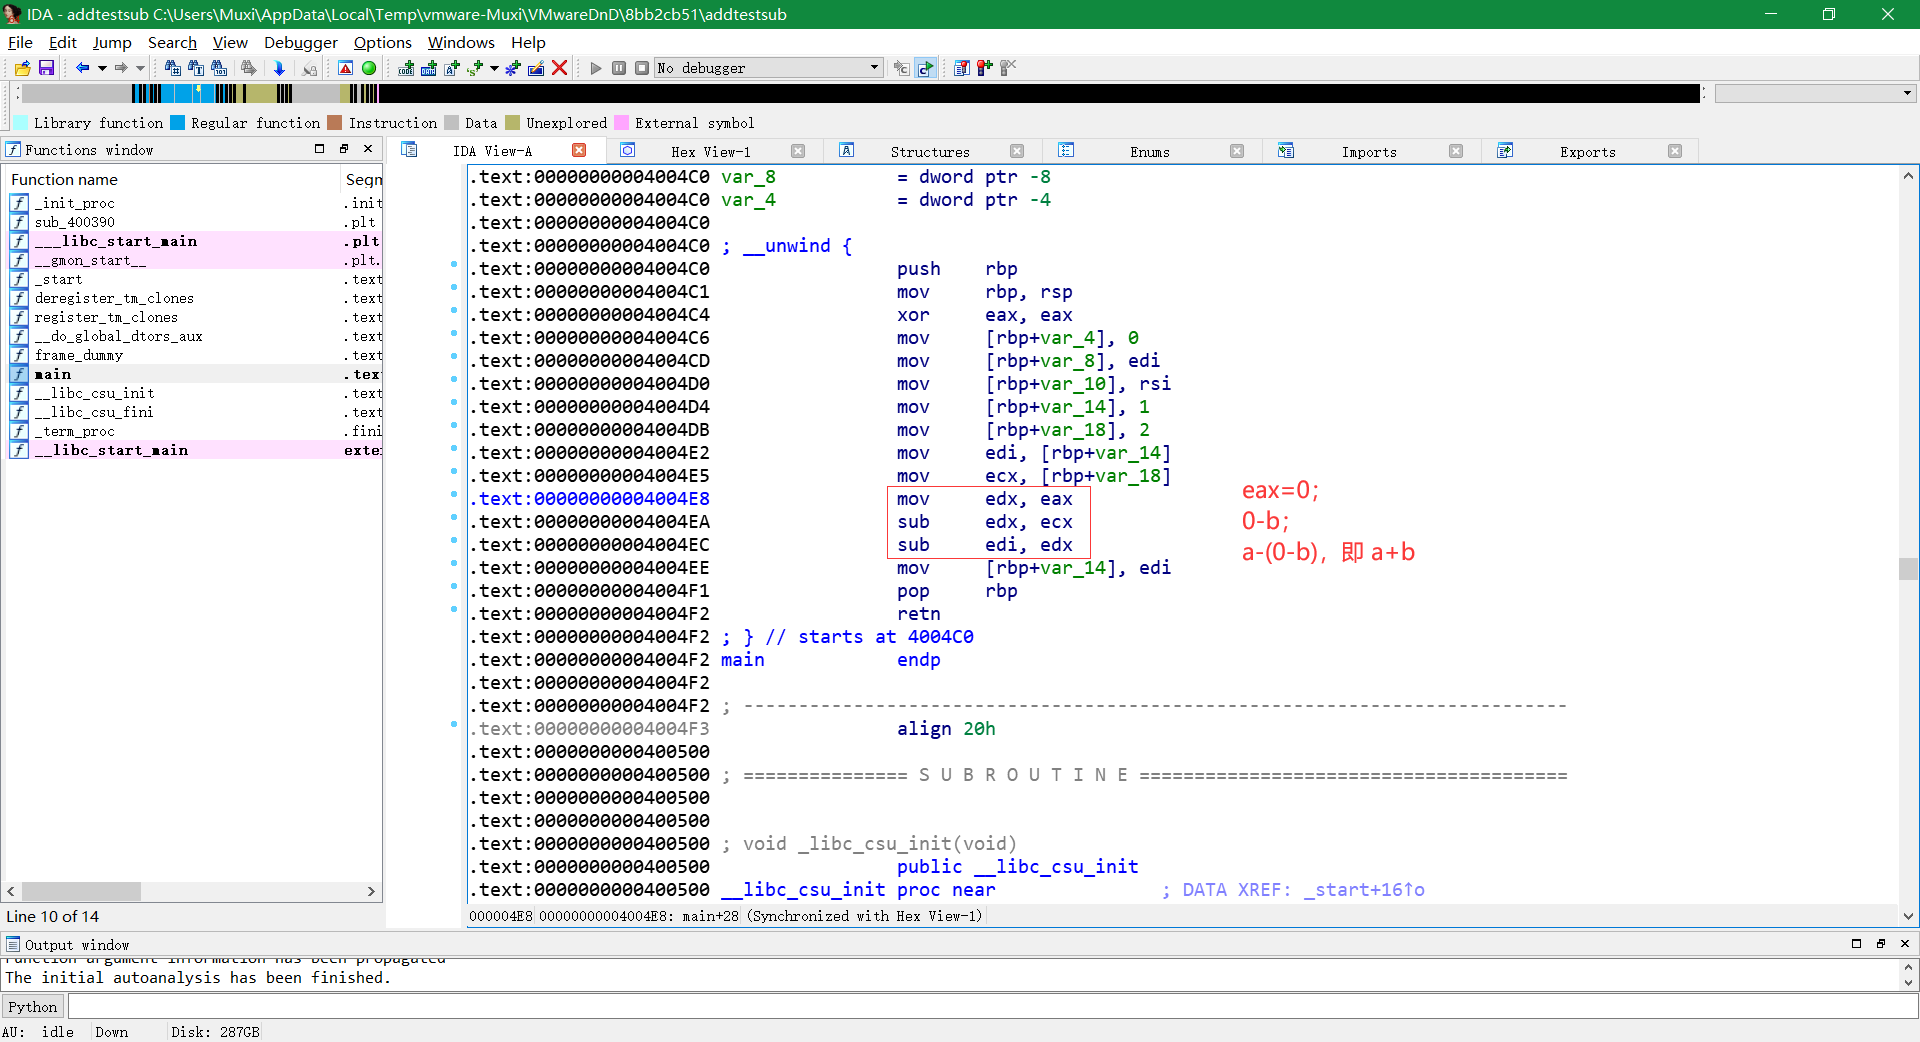 IDA - addtestsub C:\Users\Muxi\AppData\Local\Temp\vmware-Muxi\VMwareDnD\8bb2cb51\addtestsub
File Edit Jump Search View Debugger Options Windows Help
No debugger
Library function Regular function Instruction Data Unexplored External symbol
Functions window
IDA View-A Hex View-1 Structures Enums Imports Exports
Function name Segm
_init_proc .init
sub_400390 .plt
___libc_start_main .plt
__gmon_start__ .plt.
_start .text
deregister_tm_clones .text
register_tm_clones .text
__do_global_dtors_aux .text
frame_dummy .text
main .tex
__libc_csu_init .text
__libc_csu_fini .text
_term_proc .fini
__libc_start_main exte
Line 10 of 14
.text:00000000004004C0 var_8 = dword ptr -8
.text:00000000004004C0 var_4 = dword ptr -4
.text:00000000004004C0
.text:00000000004004C0 ; __unwind {
.text:00000000004004C0 push rbp
.text:00000000004004C1 mov rbp, rsp
.text:00000000004004C4 xor eax, eax
.text:00000000004004C6 mov [rbp+var_4], 0
.text:00000000004004CD mov [rbp+var_8], edi
.text:00000000004004D0 mov [rbp+var_10], rsi
.text:00000000004004D4 mov [rbp+var_14], 1
.text:00000000004004DB mov [rbp+var_18], 2
.text:00000000004004E2 mov edi, [rbp+var_14]
.text:00000000004004E5 mov ecx, [rbp+var_18]
.text:00000000004004E8 mov edx, eax
.text:00000000004004EA sub edx, ecx
.text:00000000004004EC sub edi, edx
.text:00000000004004EE mov [rbp+var_14], edi
.text:00000000004004F1 pop rbp
.text:00000000004004F2 retn
.text:00000000004004F2 ; } // starts at 4004C0
.text:00000000004004F2 main endp
.text:00000000004004F2
.text:00000000004004F2 ; ---------------------------------------------------------------------------
.text:00000000004004F3 align 20h
.text:0000000000400500
.text:0000000000400500 ; =============== S U B R O U T I N E =======================================
.text:0000000000400500
.text:0000000000400500
.text:0000000000400500 ; void _libc_csu_init(void)
.text:0000000000400500 public __libc_csu_init
.text:0000000000400500 __libc_csu_init proc near ; DATA XREF: _start+16↑o
eax=0;
0-b;
a-(0-b)，即 a+b
000004E8 00000000004004E8: main+28 (Synchronized with Hex View-1)
Output window
Function argument information has been propagated
The initial autoanalysis has been finished.
Python
AU: idle Down Disk: 287GB